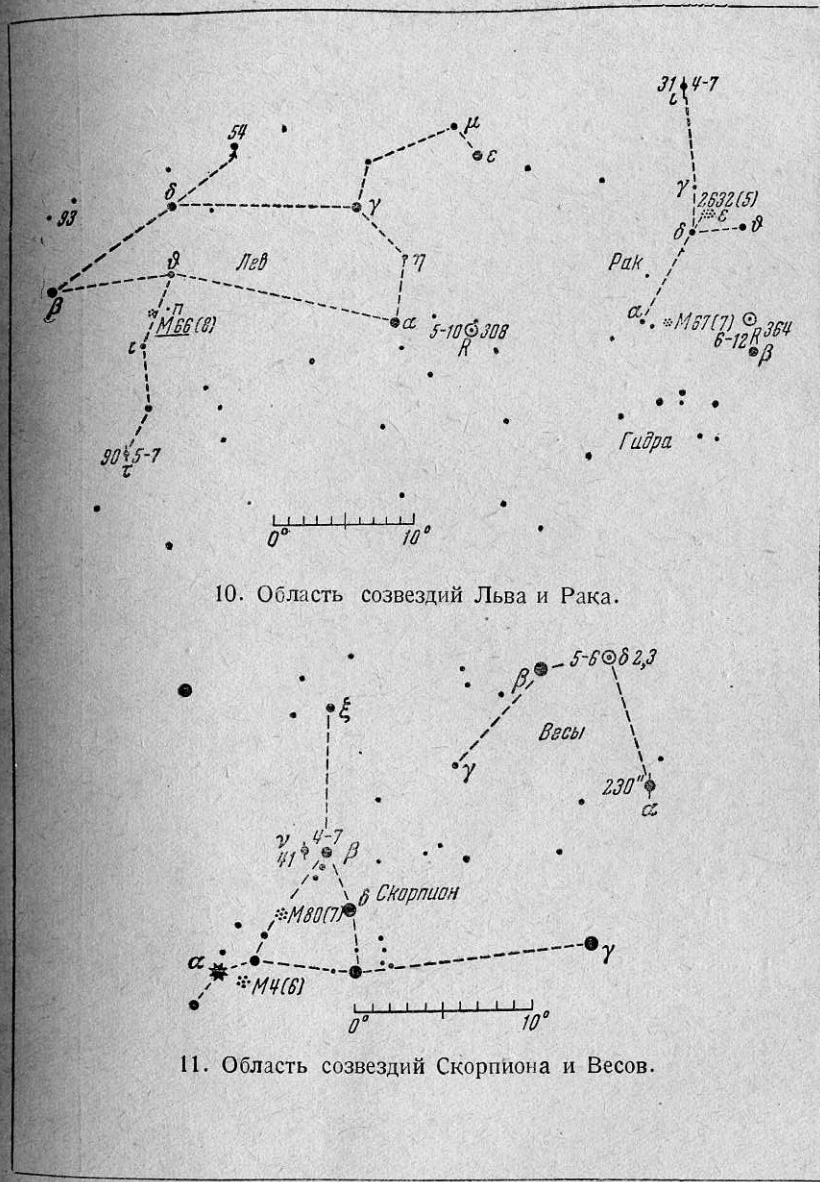 31 4-7
ι
μ
54
ε
δ
γ
γ
2632(5)
93
ε
δ
ϑ
ϑ
Лев
η
Рак
β
п
M66(8)
α
5-10 308
R
α
M67(7)
364
6-12 R
β
ι
Гидра
90 5-7
τ
0° 10°
10. Область созвездий Льва и Рака.
5-6 δ 2,3
β
ξ
Весы
γ
230"
α
ν 4-7
41
β
δ Скорпион
M80(7)
α
γ
M4(6)
0° 10°
11. Область созвездий Скорпиона и Весов.